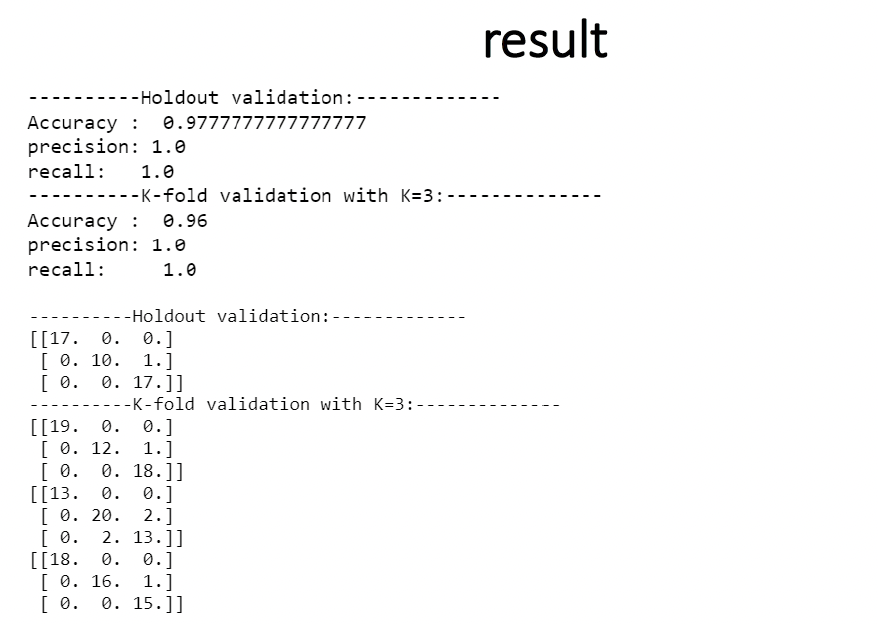 result
----------Holdout validation:-------------
Accuracy :  0.9777777777777777
precision: 1.0
recall:   1.0
----------K-fold validation with K=3:--------------
Accuracy :  0.96
precision: 1.0
recall:     1.0
----------Holdout validation:-------------
[[17.  0.  0.]
 [ 0. 10.  1.]
 [ 0.  0. 17.]]
----------K-fold validation with K=3:--------------
[[19.  0.  0.]
 [ 0. 12.  1.]
 [ 0.  0. 18.]]
[[13.  0.  0.]
 [ 0. 20.  2.]
 [ 0.  2. 13.]]
[[18.  0.  0.]
 [ 0. 16.  1.]
 [ 0.  0. 15.]]